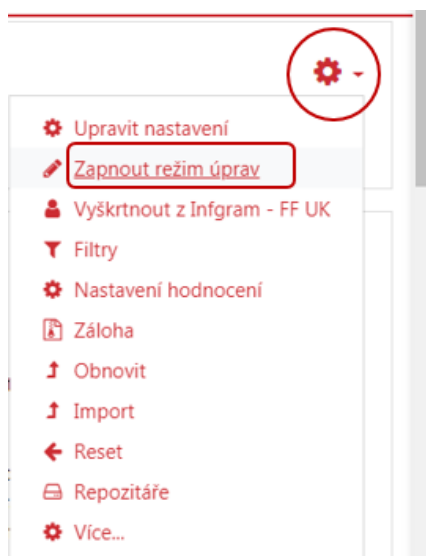 Upravit nastavení
Zapnout režim úprav
Vyškrtnout z Infgram - FF UK
Filtry
Nastavení hodnocení
Záloha
Obnovit
Import
Reset
Repozitáře
Více...